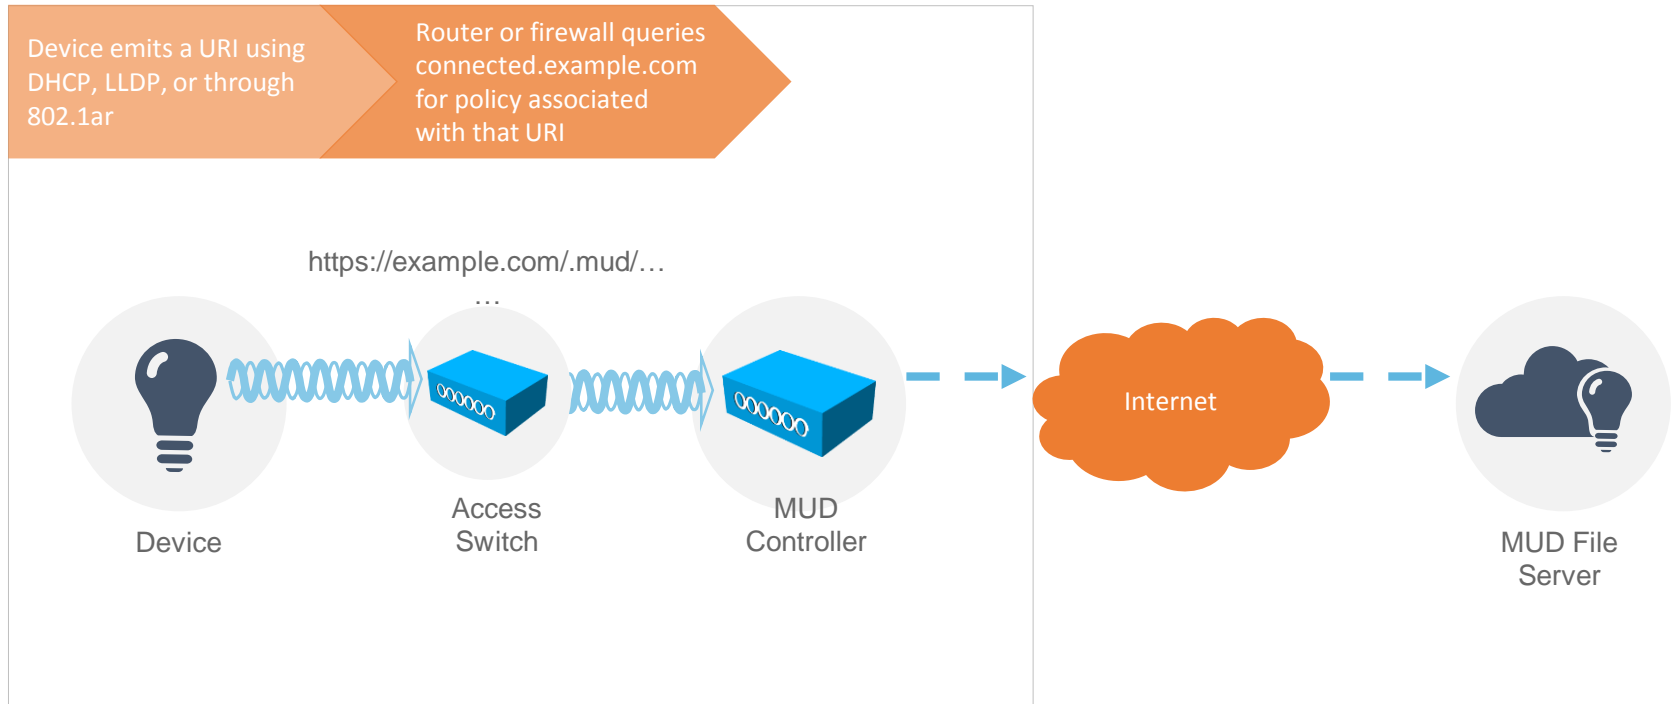 Device emits a URI using
DHCP, LLDP, or through
802.1ar
Router or firewall queries
connected.example.com
for policy associated
with that URI
https://example.com/.mud/…
…
Device
Access
Switch
MUD
Controller
Internet
MUD File
Server